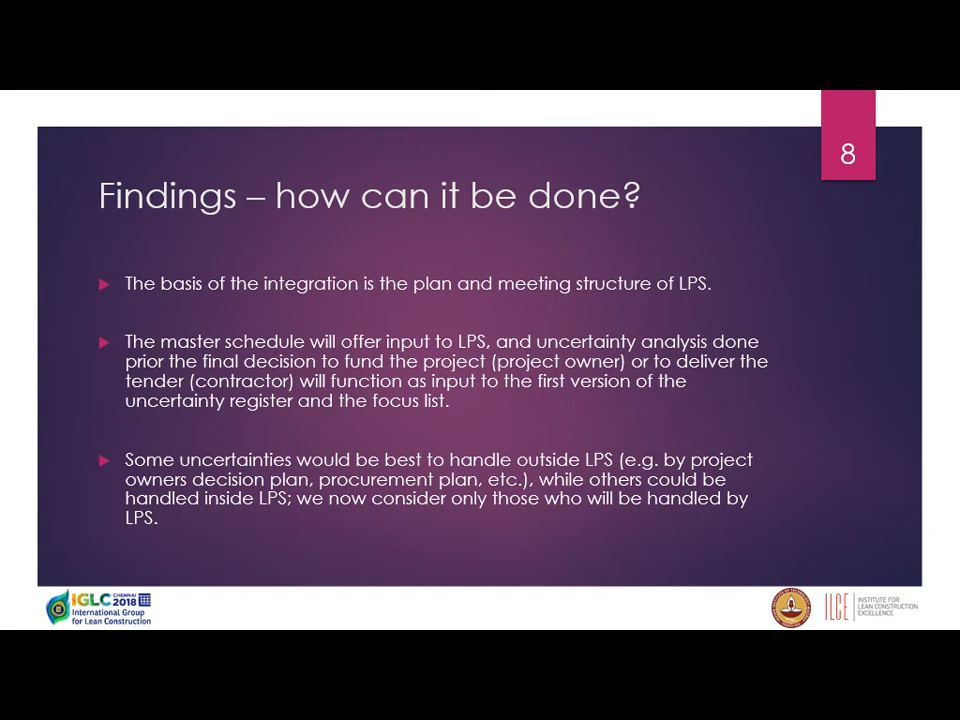 8
Findings – how can it be done?
The basis of the integration is the plan and meeting structure of LPS.
The master schedule will offer input to LPS, and uncertainty analysis done
prior the final decision to fund the project (project owner) or to deliver the
tender (contractor) will function as input to the first version of the
uncertainty register and the focus list.
Some uncertainties would be best to handle outside LPS (e.g. by project
owners decision plan, procurement plan, etc.), while others could be
handled inside LPS; we now consider only those who will be handled by
LPS.
IGLC CHENNAI 2018
International Group
for Lean Construction
ILCE
INSTITUTE FOR
LEAN CONSTRUCTION
EXCELLENCE